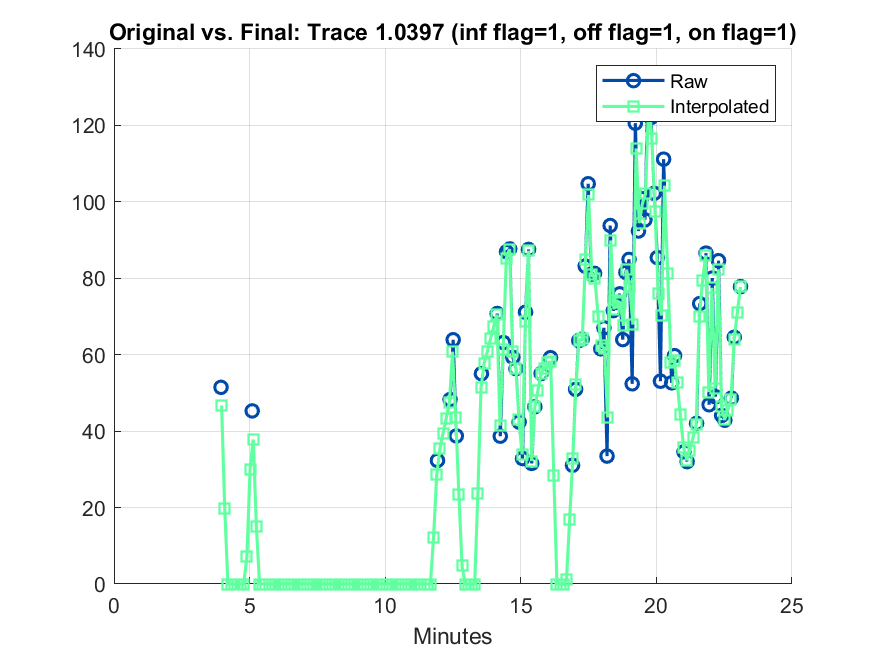 Original vs. Final: Trace 1.0397 (inf flag=1, off flag=1, on flag=1)
140
120
100
80
60
40
20
0
Raw
Interpolated
0 5 10 15 20 25
Minutes